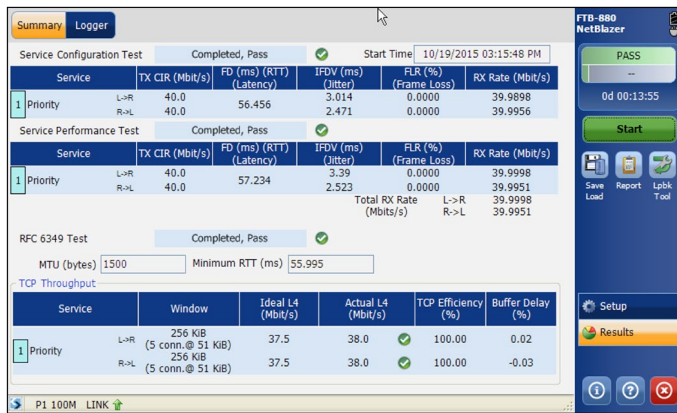 Summary Logger
FTB-880
NetBlazer
Service Configuration Test Completed, Pass Start Time 10/19/2015 03:15:48 PM
PASS
--
0d 00:13:55
Start
Save
Load
Report
Lpbk
Tool
Setup
Results
Service TX CIR (Mbit/s) FD (ms) (RTT) IFDV (ms) FLR (%) RX Rate (Mbit/s)
(Latency) (Jitter) (Frame Loss)
1 Priority L->R 40.0 56.456 3.014 0.0000 39.9898
R->L 40.0 2.471 0.0000 39.9956
Service Performance Test Completed, Pass
Service TX CIR (Mbit/s) FD (ms) (RTT) IFDV (ms) FLR (%) RX Rate (Mbit/s)
(Latency) (Jitter) (Frame Loss)
1 Priority L->R 40.0 57.234 3.39 0.0000 39.9998
R->L 40.0 2.523 0.0000 39.9951
Total RX Rate L->R 39.9998
(Mbits/s) R->L 39.9951
RFC 6349 Test Completed, Pass
MTU (bytes) 1500 Minimum RTT (ms) 55.995
TCP Throughput
Service Window Ideal L4 Actual L4 TCP Efficiency Buffer Delay
(Mbit/s) (Mbit/s) (%) (%)
1 Priority L->R 256 KiB 37.5 38.0 100.00 0.02
(5 conn.@ 51 KiB)
R->L 256 KiB 37.5 38.0 100.00 -0.03
(5 conn.@ 51 KiB)
P1 100M LINK